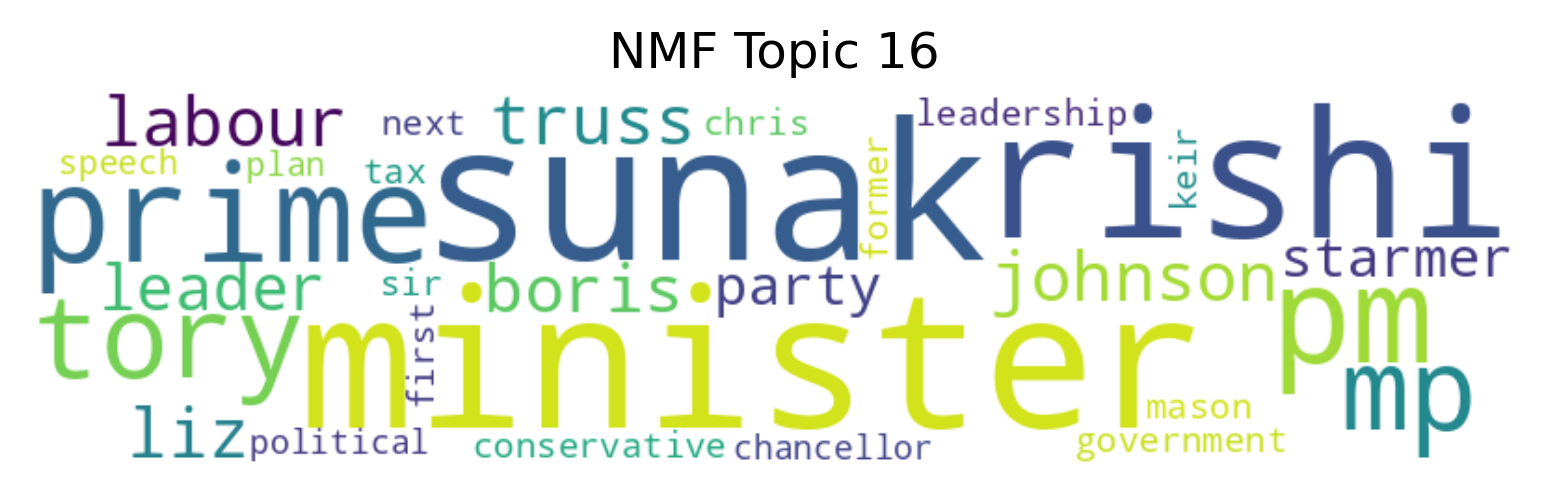 NMF Topic 16
labour next truss chris leadership
speech plan tax former keir
prime sunak rishi
leader sir boris party johnson starmer
tory first minister pm
mp
liz political conservative chancellor mason
government